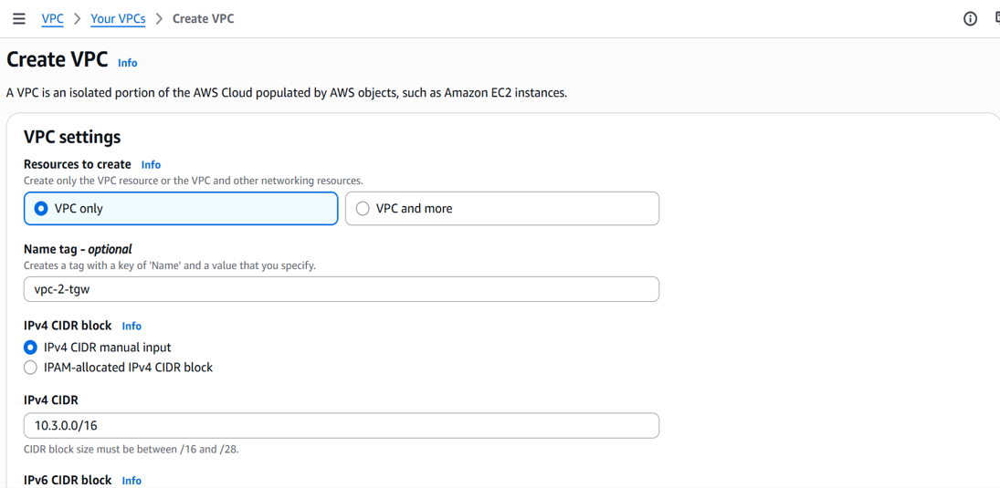 VPC > Your VPCs > Create VPC
Create VPC Info
A VPC is an isolated portion of the AWS Cloud populated by AWS objects, such as Amazon EC2 instances.
VPC settings
Resources to create Info
Create only the VPC resource or the VPC and other networking resources.
VPC only
VPC and more
Name tag - optional
Creates a tag with a key of 'Name' and a value that you specify.
vpc-2-tgw
IPv4 CIDR block Info
IPv4 CIDR manual input
IPAM-allocated IPv4 CIDR block
IPv4 CIDR
10.3.0.0/16
CIDR block size must be between /16 and /28.
IPv6 CIDR block Info